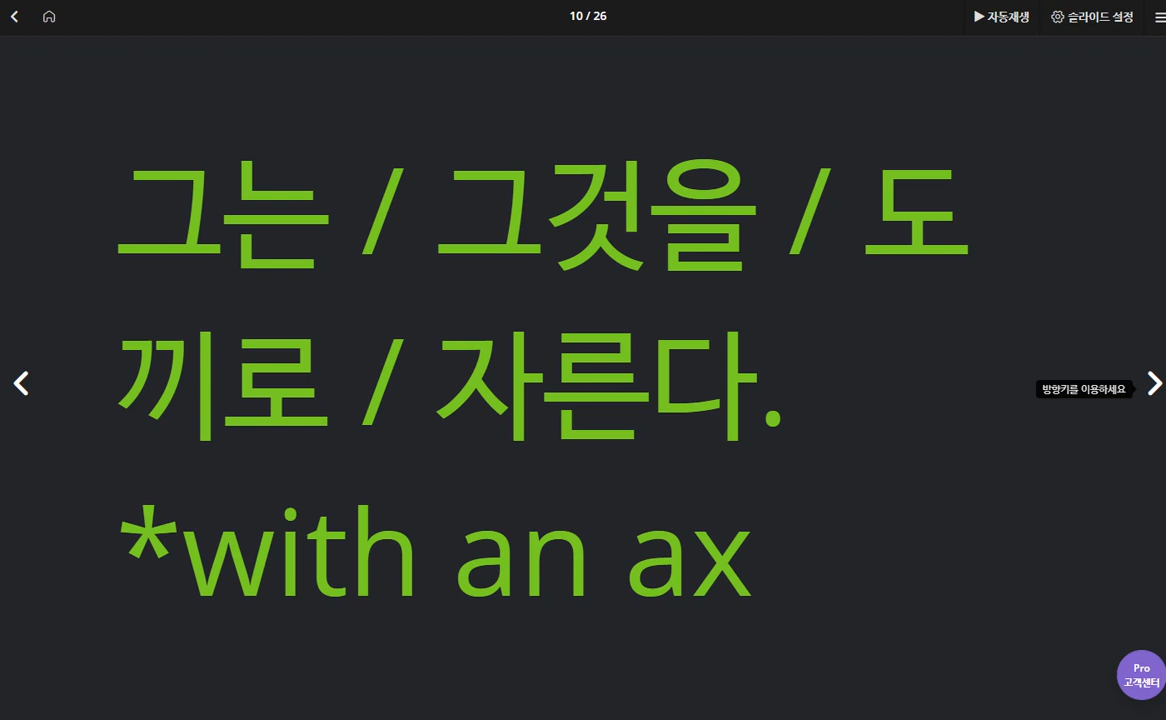 10 / 26
▶ 자동재생
슬라이드 설정
그는 / 그것을 / 도
끼로 / 자른다.
*with an ax
방향키를 이용하세요
Pro
고객센터